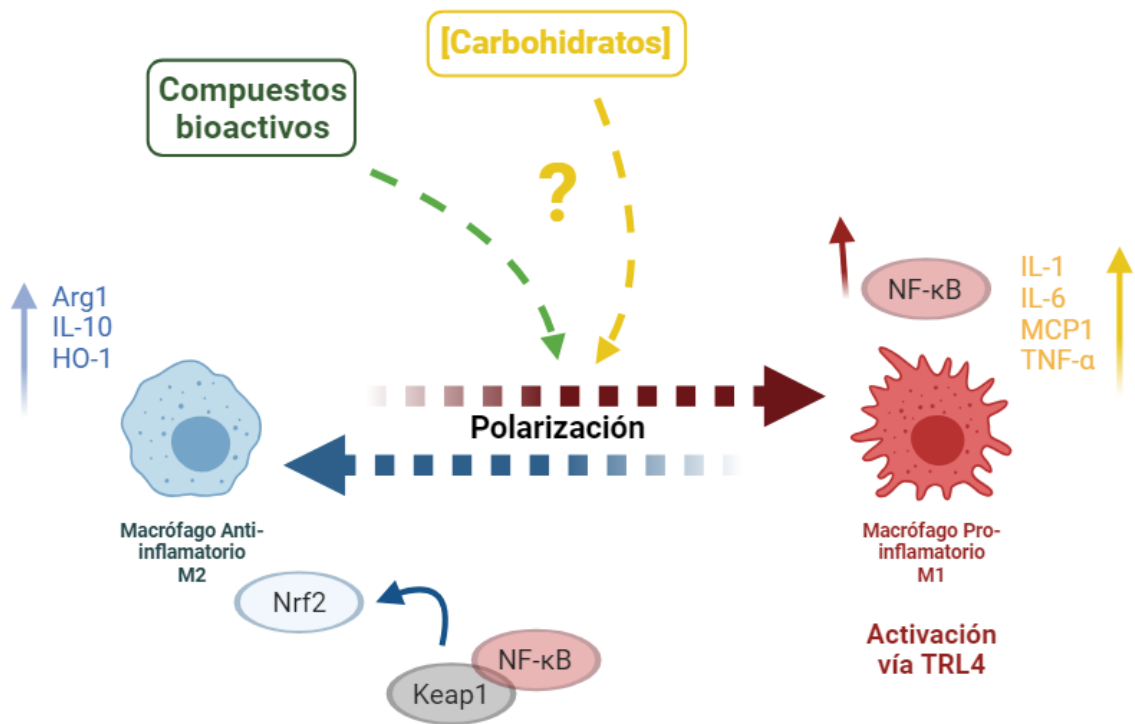 [Carbohidratos]
Compuestos
bioactivos
?
Arg1
IL-10
HO-1
NF-κB
IL-1
IL-6
MCP1
TNF-α
Polarización
Macrófago Anti-
inflamatorio
M2
Macrófago Pro-
inflamatorio
M1
Nrf2
NF-κB
Keap1
Activación
vía TRL4